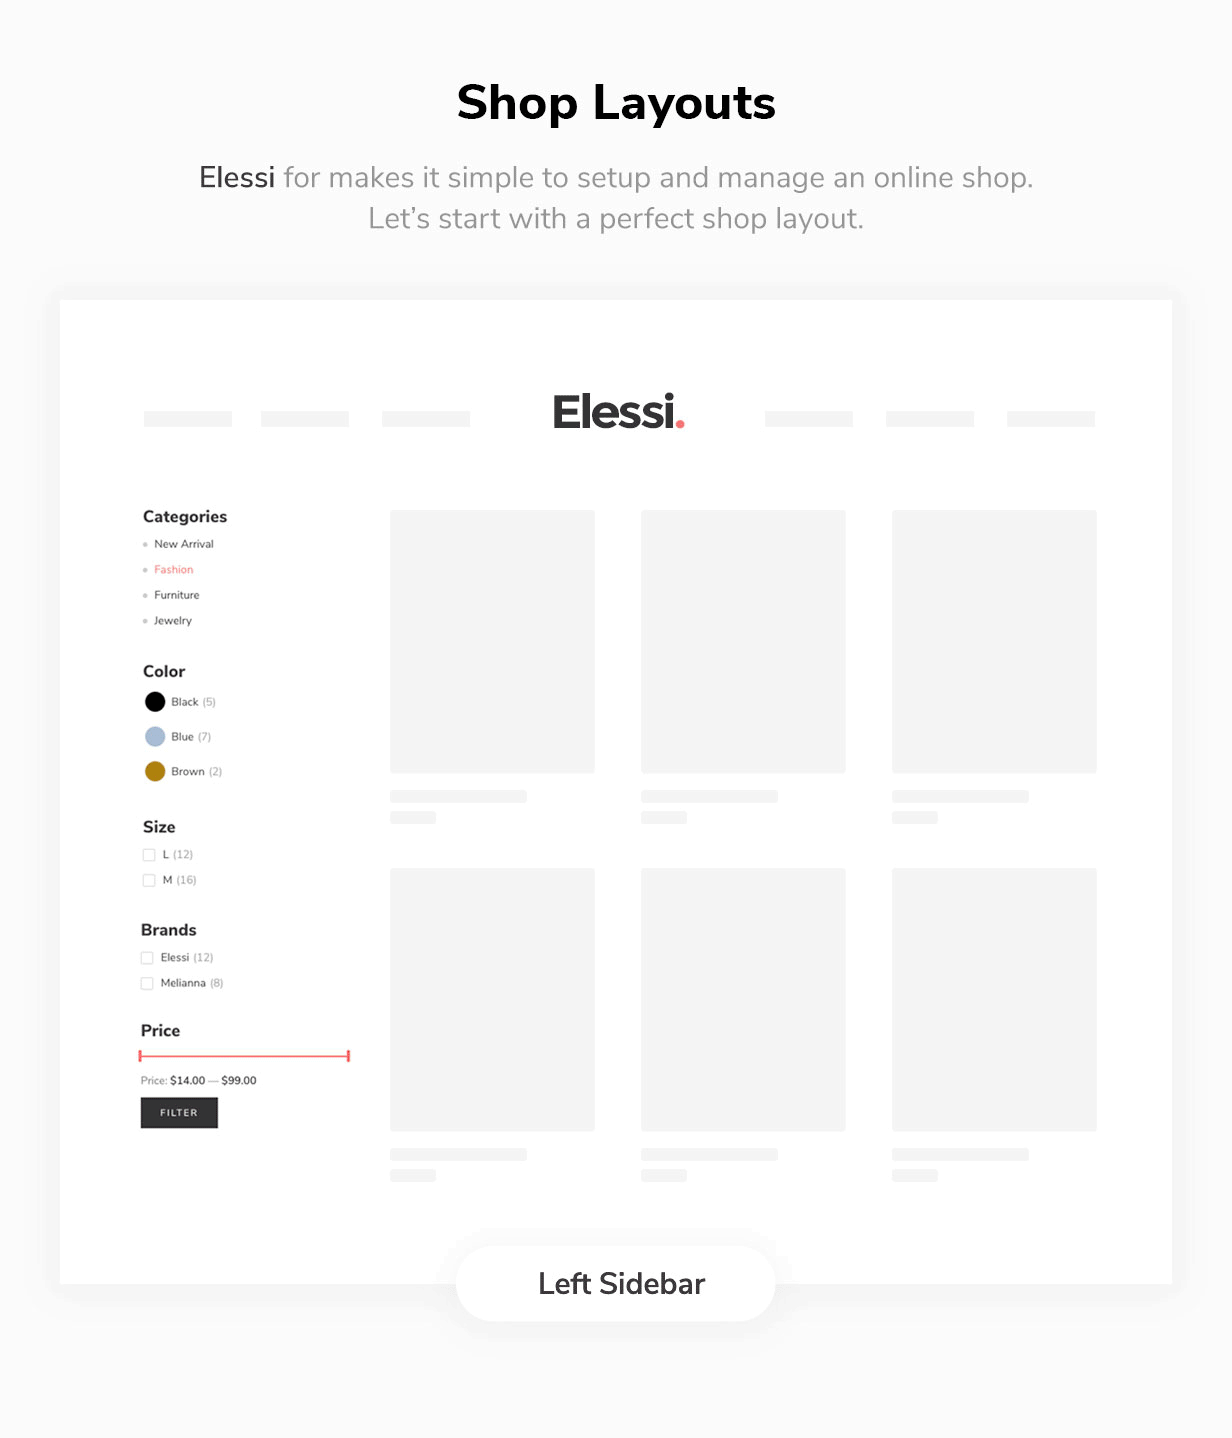 Shop Layouts
Elessi for makes it simple to setup and manage an online shop.
Let’s start with a perfect shop layout.
Elessi.
Categories
New Arrival
Fashion
Furniture
Jewelry
Color
Black (5)
Blue (7)
Brown (2)
Size
L (12)
M (16)
Brands
Elessi (12)
Melianna (8)
Price
Price: $14.00 — $99.00
FILTER
Left Sidebar